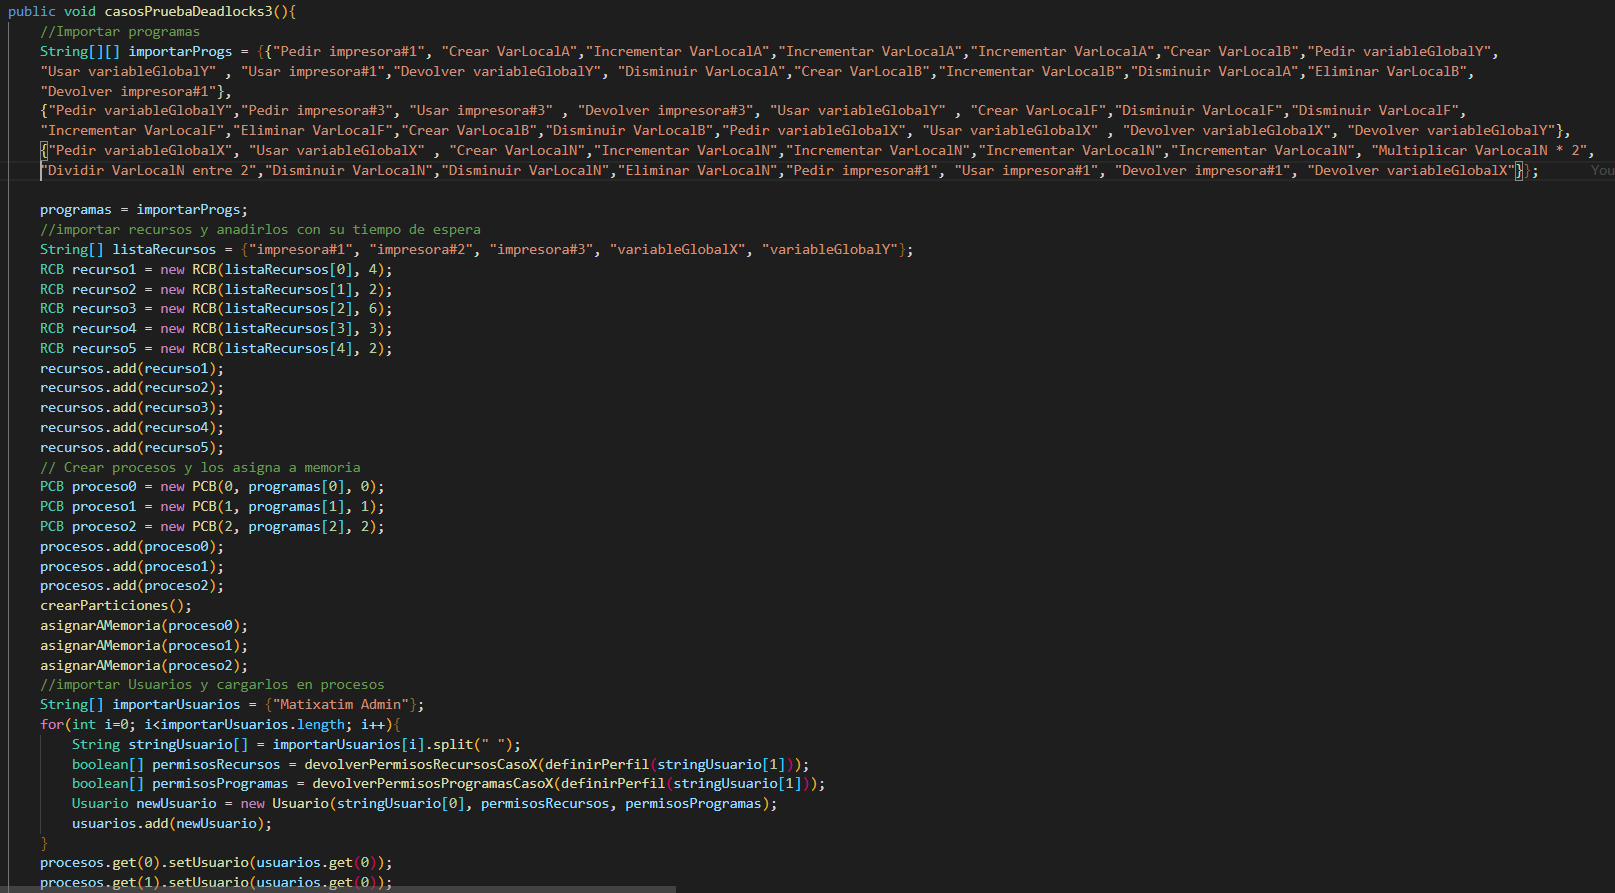 public void casosPruebaDeadlocks3(){
//Importar programas
String[][] importarProgs = {{"Pedir impresora#1", "Crear VarLocalA","Incrementar VarLocalA","Incrementar VarLocalA","Incrementar VarLocalA","Crear VarLocalB","Pedir variableGlobalY",
"Usar variableGlobalY" , "Usar impresora#1","Devolver variableGlobalY", "Disminuir VarLocalA","Crear VarLocalB","Incrementar VarLocalB","Disminuir VarLocalA","Eliminar VarLocalB",
"Devolver impresora#1"},
{"Pedir variableGlobalY","Pedir impresora#3", "Usar impresora#3" , "Devolver impresora#3", "Usar variableGlobalY" , "Crear VarLocalF","Disminuir VarLocalF","Disminuir VarLocalF",
"Incrementar VarLocalF","Eliminar VarLocalF","Crear VarLocalB","Disminuir VarLocalB","Pedir variableGlobalX", "Usar variableGlobalX" , "Devolver variableGlobalX", "Devolver variableGlobalY"},
{"Pedir variableGlobalX", "Usar variableGlobalX" , "Crear VarLocalN","Incrementar VarLocalN","Incrementar VarLocalN","Incrementar VarLocalN","Incrementar VarLocalN", "Multiplicar VarLocalN * 2",
"Dividir VarLocalN entre 2","Disminuir VarLocalN","Disminuir VarLocalN","Eliminar VarLocalN","Pedir impresora#1", "Usar impresora#1", "Devolver impresora#1", "Devolver variableGlobalX"}}; You
programas = importarProgs;
//importar recursos y anadirlos con su tiempo de espera
String[] listaRecursos = {"impresora#1", "impresora#2", "impresora#3", "variableGlobalX", "variableGlobalY"};
RCB recurso1 = new RCB(listaRecursos[0], 4);
RCB recurso2 = new RCB(listaRecursos[1], 2);
RCB recurso3 = new RCB(listaRecursos[2], 6);
RCB recurso4 = new RCB(listaRecursos[3], 3);
RCB recurso5 = new RCB(listaRecursos[4], 2);
recursos.add(recurso1);
recursos.add(recurso2);
recursos.add(recurso3);
recursos.add(recurso4);
recursos.add(recurso5);
// Crear procesos y los asigna a memoria
PCB proceso0 = new PCB(0, programas[0], 0);
PCB proceso1 = new PCB(1, programas[1], 1);
PCB proceso2 = new PCB(2, programas[2], 2);
procesos.add(proceso0);
procesos.add(proceso1);
procesos.add(proceso2);
crearParticiones();
asignarAMemoria(proceso0);
asignarAMemoria(proceso1);
asignarAMemoria(proceso2);
//importar Usuarios y cargarlos en procesos
String[] importarUsuarios = {"Matixatim Admin"};
for(int i=0; i<importarUsuarios.length; i++){
String stringUsuario[] = importarUsuarios[i].split(" ");
boolean[] permisosRecursos = devolverPermisosRecursosCasoX(definirPerfil(stringUsuario[1]));
boolean[] permisosProgramas = devolverPermisosProgramasCasoX(definirPerfil(stringUsuario[1]));
Usuario newUsuario = new Usuario(stringUsuario[0], permisosRecursos, permisosProgramas);
usuarios.add(newUsuario);
}
procesos.get(0).setUsuario(usuarios.get(0));
procesos.get(1).setUsuario(usuarios.get(0));